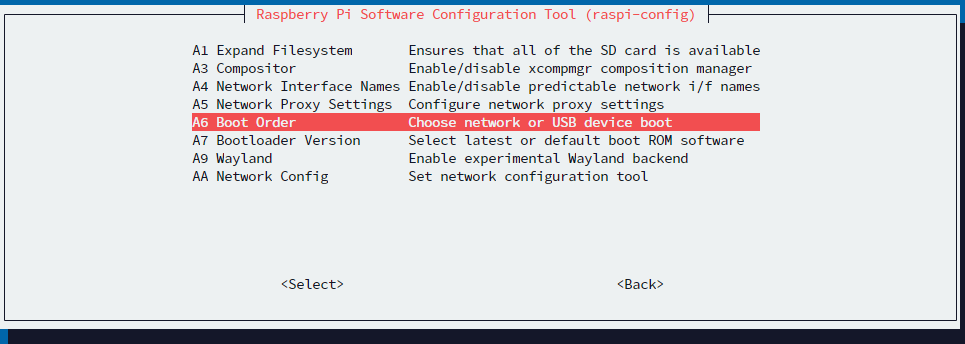 Raspberry Pi Software Configuration Tool (raspi-config)
A1 Expand Filesystem Ensures that all of the SD card is available
A3 Compositor Enable/disable xcompmgr composition manager
A4 Network Interface Names Enable/disable predictable network i/f names
A5 Network Proxy Settings Configure network proxy settings
A6 Boot Order Choose network or USB device boot
A7 Bootloader Version Select latest or default boot ROM software
A9 Wayland Enable experimental Wayland backend
AA Network Config Set network configuration tool
<Select> <Back>